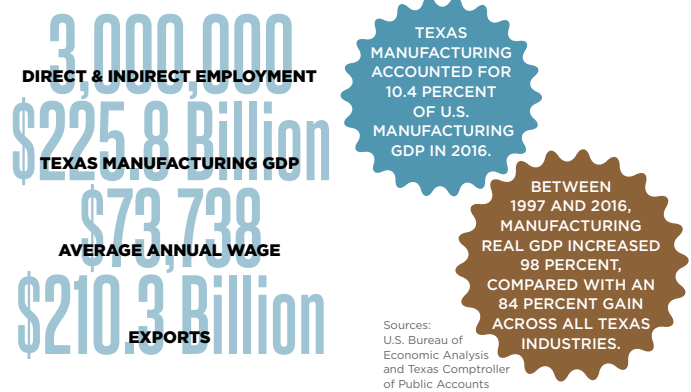 3,000,000
DIRECT & INDIRECT EMPLOYMENT
$225.8 Billion
TEXAS MANUFACTURING GDP
$73,738
AVERAGE ANNUAL WAGE
$210.3 Billion
EXPORTS
TEXAS
MANUFACTURING
ACCOUNTED FOR
10.4 PERCENT
OF U.S.
MANUFACTURING
GDP IN 2016.
BETWEEN
1997 AND 2016,
MANUFACTURING
REAL GDP INCREASED
98 PERCENT,
COMPARED WITH AN
84 PERCENT GAIN
ACROSS ALL TEXAS
INDUSTRIES.
Sources:
U.S. Bureau of
Economic Analysis
and Texas Comptroller
of Public Accounts